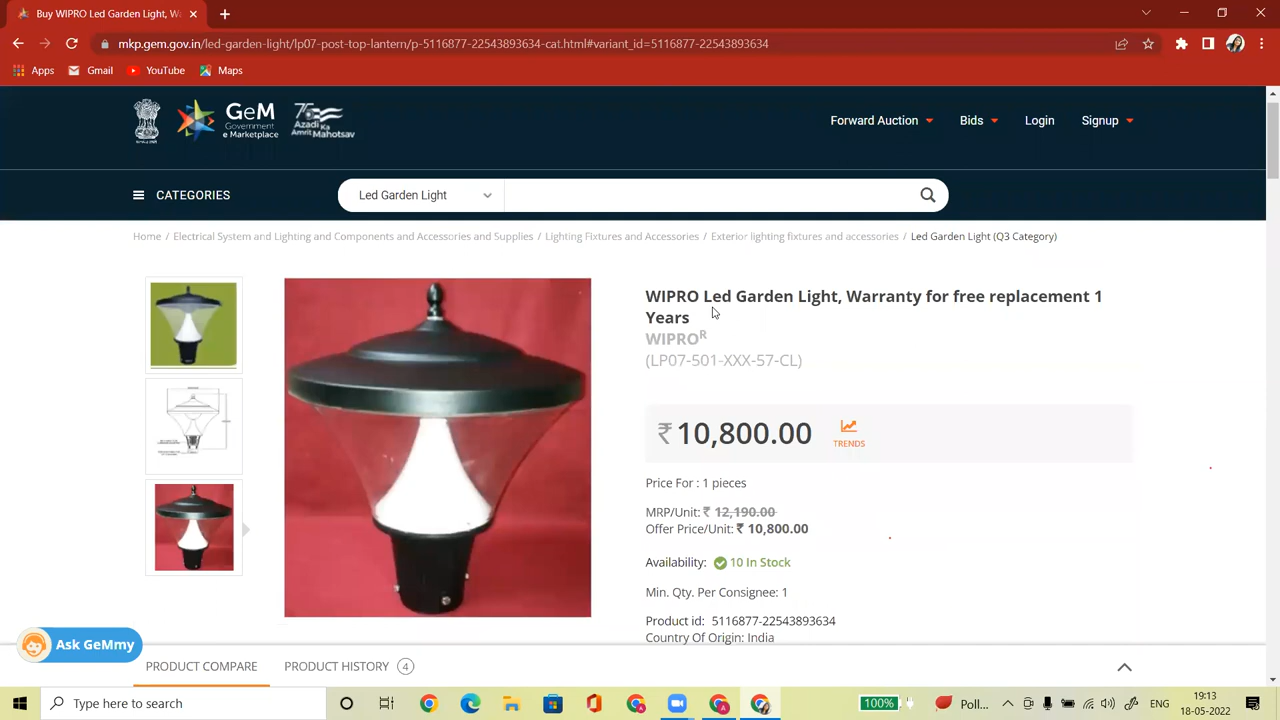 Buy WIPRO Led Garden Light, W
mkp.gem.gov.in/led-garden-light/lp07-post-top-lantern/p-5116877-22543893634-cat.html#variant_id=5116877-22543893634
Apps Gmail YouTube Maps
GeM
Government
e Marketplace
75
Azadi Ka
Amrit Mahotsav
Forward Auction Bids Login Signup
CATEGORIES Led Garden Light
Home / Electrical System and Lighting and Components and Accessories and Supplies / Lighting Fixtures and Accessories / Exterior lighting fixtures and accessories / Led Garden Light (Q3 Category)
WIPRO Led Garden Light, Warranty for free replacement 1
Years
WIPRO R
(LP07-501-XXX-57-CL)
₹ 10,800.00
TRENDS
Price For : 1 pieces
MRP/Unit: ₹ 12,190.00
Offer Price/Unit: ₹ 10,800.00
Availability: 10 In Stock
Min. Qty. Per Consignee: 1
Product id: 5116877-22543893634
Country Of Origin: India
Ask GeMmy
PRODUCT COMPARE PRODUCT HISTORY 4
Type here to search
100% Poll... ENG
19:13
18-05-2022